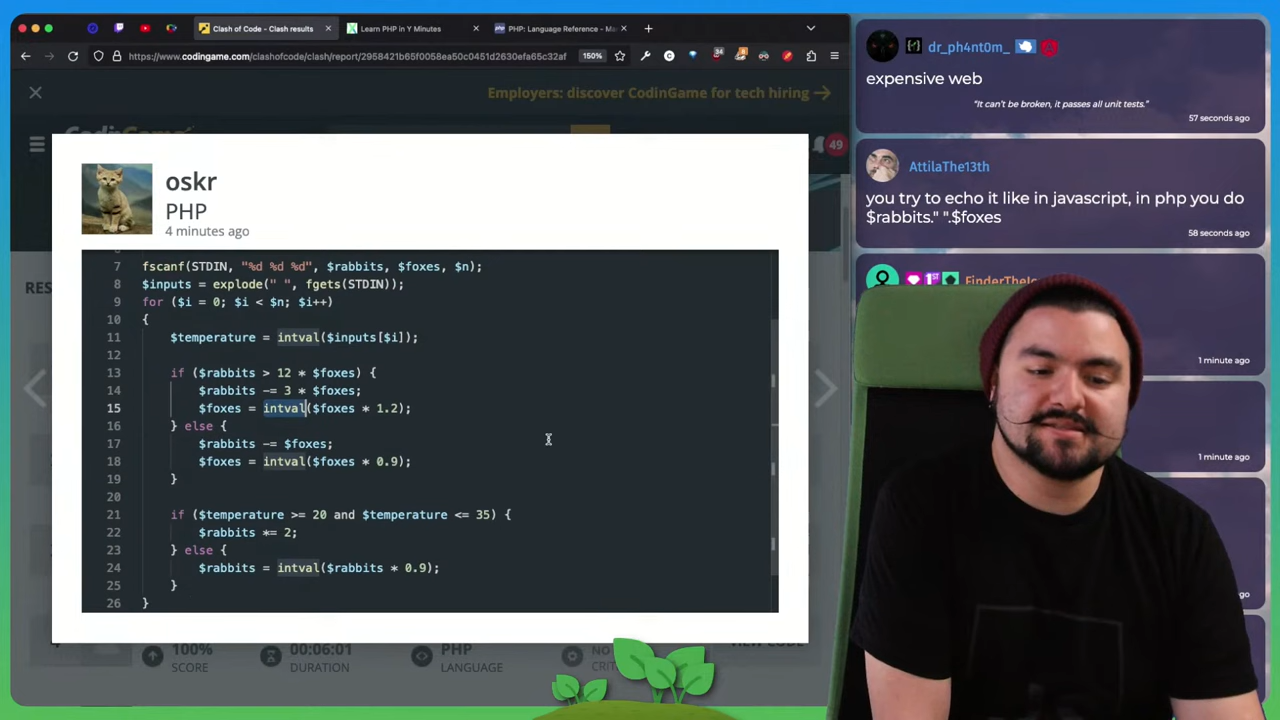 Clash of Code - Clash results
Learn PHP in Y Minutes
PHP: Language Reference - Ma
https://www.codingame.com/clashofcode/clash/report/2958421b65f0058ea50c0451d2630efa65c32af
150%
34
Employers: discover CodinGame for tech hiring
49
oskr
PHP
4 minutes ago
7 fscanf(STDIN, "%d %d %d", $rabbits, $foxes, $n);
8 $inputs = explode(" ", fgets(STDIN));
9 for ($i = 0; $i < $n; $i++)
10 {
11 $temperature = intval($inputs[$i]);
12
13 if ($rabbits > 12 * $foxes) {
14 $rabbits -= 3 * $foxes;
15 $foxes = intval($foxes * 1.2);
16 } else {
17 $rabbits -= $foxes;
18 $foxes = intval($foxes * 0.9);
19 }
20
21 if ($temperature >= 20 and $temperature <= 35) {
22 $rabbits *= 2;
23 } else {
24 $rabbits = intval($rabbits * 0.9);
25 }
26 }
100%
SCORE
00:06:01
DURATION
PHP
LANGUAGE
VIEW CODE
dr_ph4nt0m_
expensive web
"It can't be broken, it passes all unit tests."
57 seconds ago
AttilaThe13th
you try to echo it like in javascript, in php you do
$rabbits." ".$foxes
58 seconds ago
1 minute ago
1 minute ago